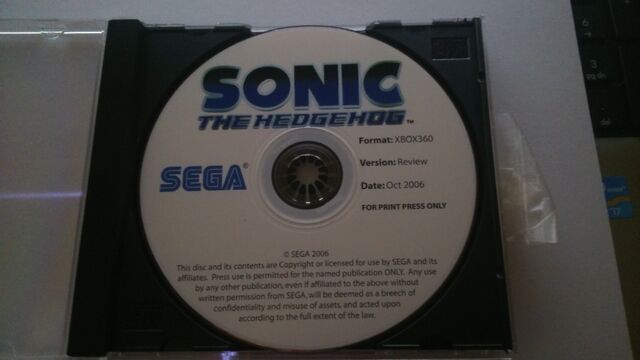 SONIC
THE HEDGEHOG™
Format: XBOX360
SEGA®
Version: Review
Date: Oct 2006
FOR PRINT PRESS ONLY
© SEGA 2006
This disc and its contents are Copyright or licensed for use by SEGA and its
affiliates. Press use is permitted for the named publication ONLY. Any use
by any other publication, even if affiliated to the above without
written permission from SEGA, will be deemed as a breech of
confidentiality and misuse of assets, and acted upon
according to the full extent of the law.
3
pg dn